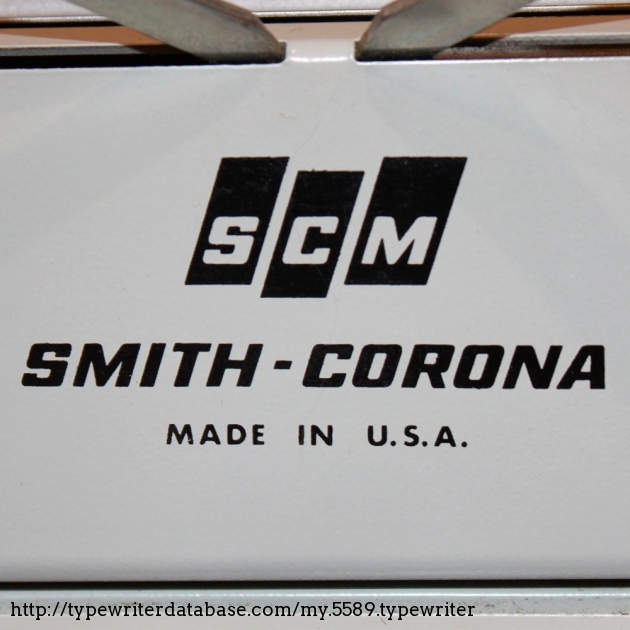 SCM
SMITH-CORONA
MADE IN U.S.A.
http://typewriterdatabase.com/my.5589.typewriter